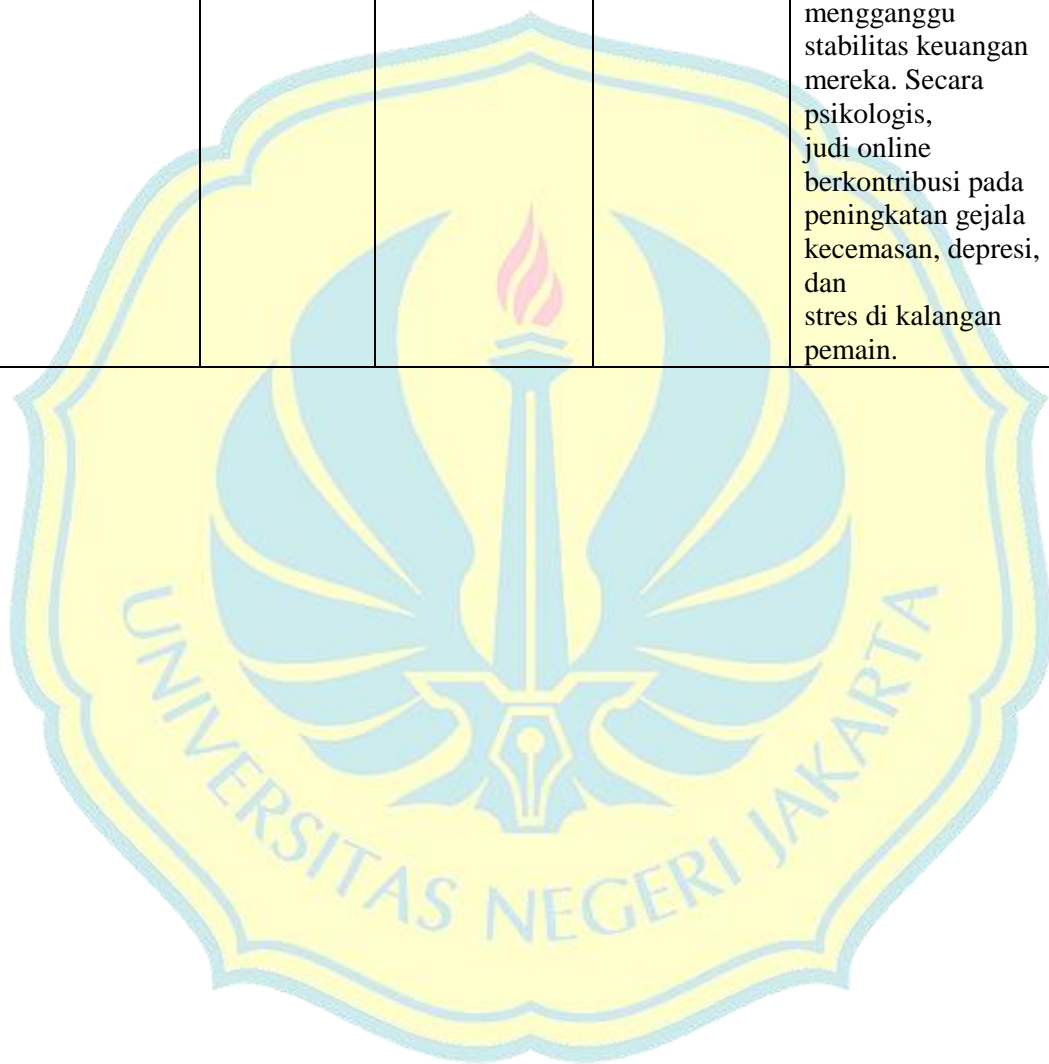 mengganggu
stabilitas keuangan
mereka. Secara
psikologis,
judi online
berkontribusi pada
peningkatan gejala
kecemasan, depresi,
dan
stres di kalangan
pemain.
UNIVERSITAS NEGERI JAKARTA